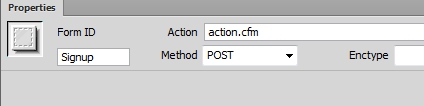 Properties
Form ID Action action.cfm
Signup Method POST Enctype